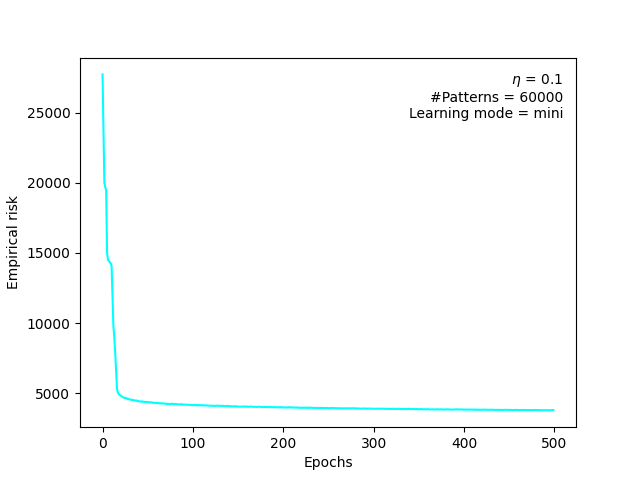 η = 0.1
#Patterns = 60000
Learning mode = mini
25000
20000
15000
10000
5000
Empirical risk
0 100 200 300 400 500
Epochs